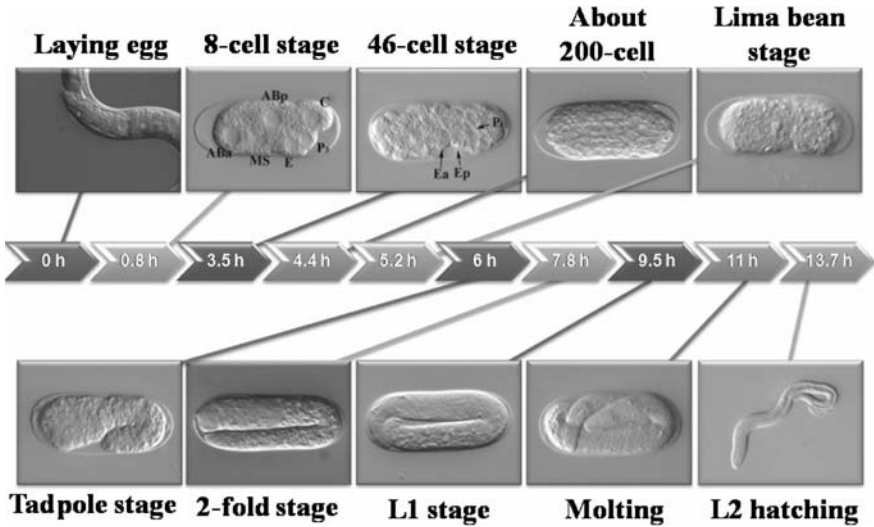 Laying egg
8-cell stage
46-cell stage
About
200-cell
Lima bean
stage
ABp
C
ABa
MS
E
P₃
P₄
Ea
Ep
0 h
0.8 h
3.5 h
4.4 h
5.2 h
6 h
7.8 h
9.5 h
11 h
13.7 h
Tadpole stage
2-fold stage
L1 stage
Molting
L2 hatching